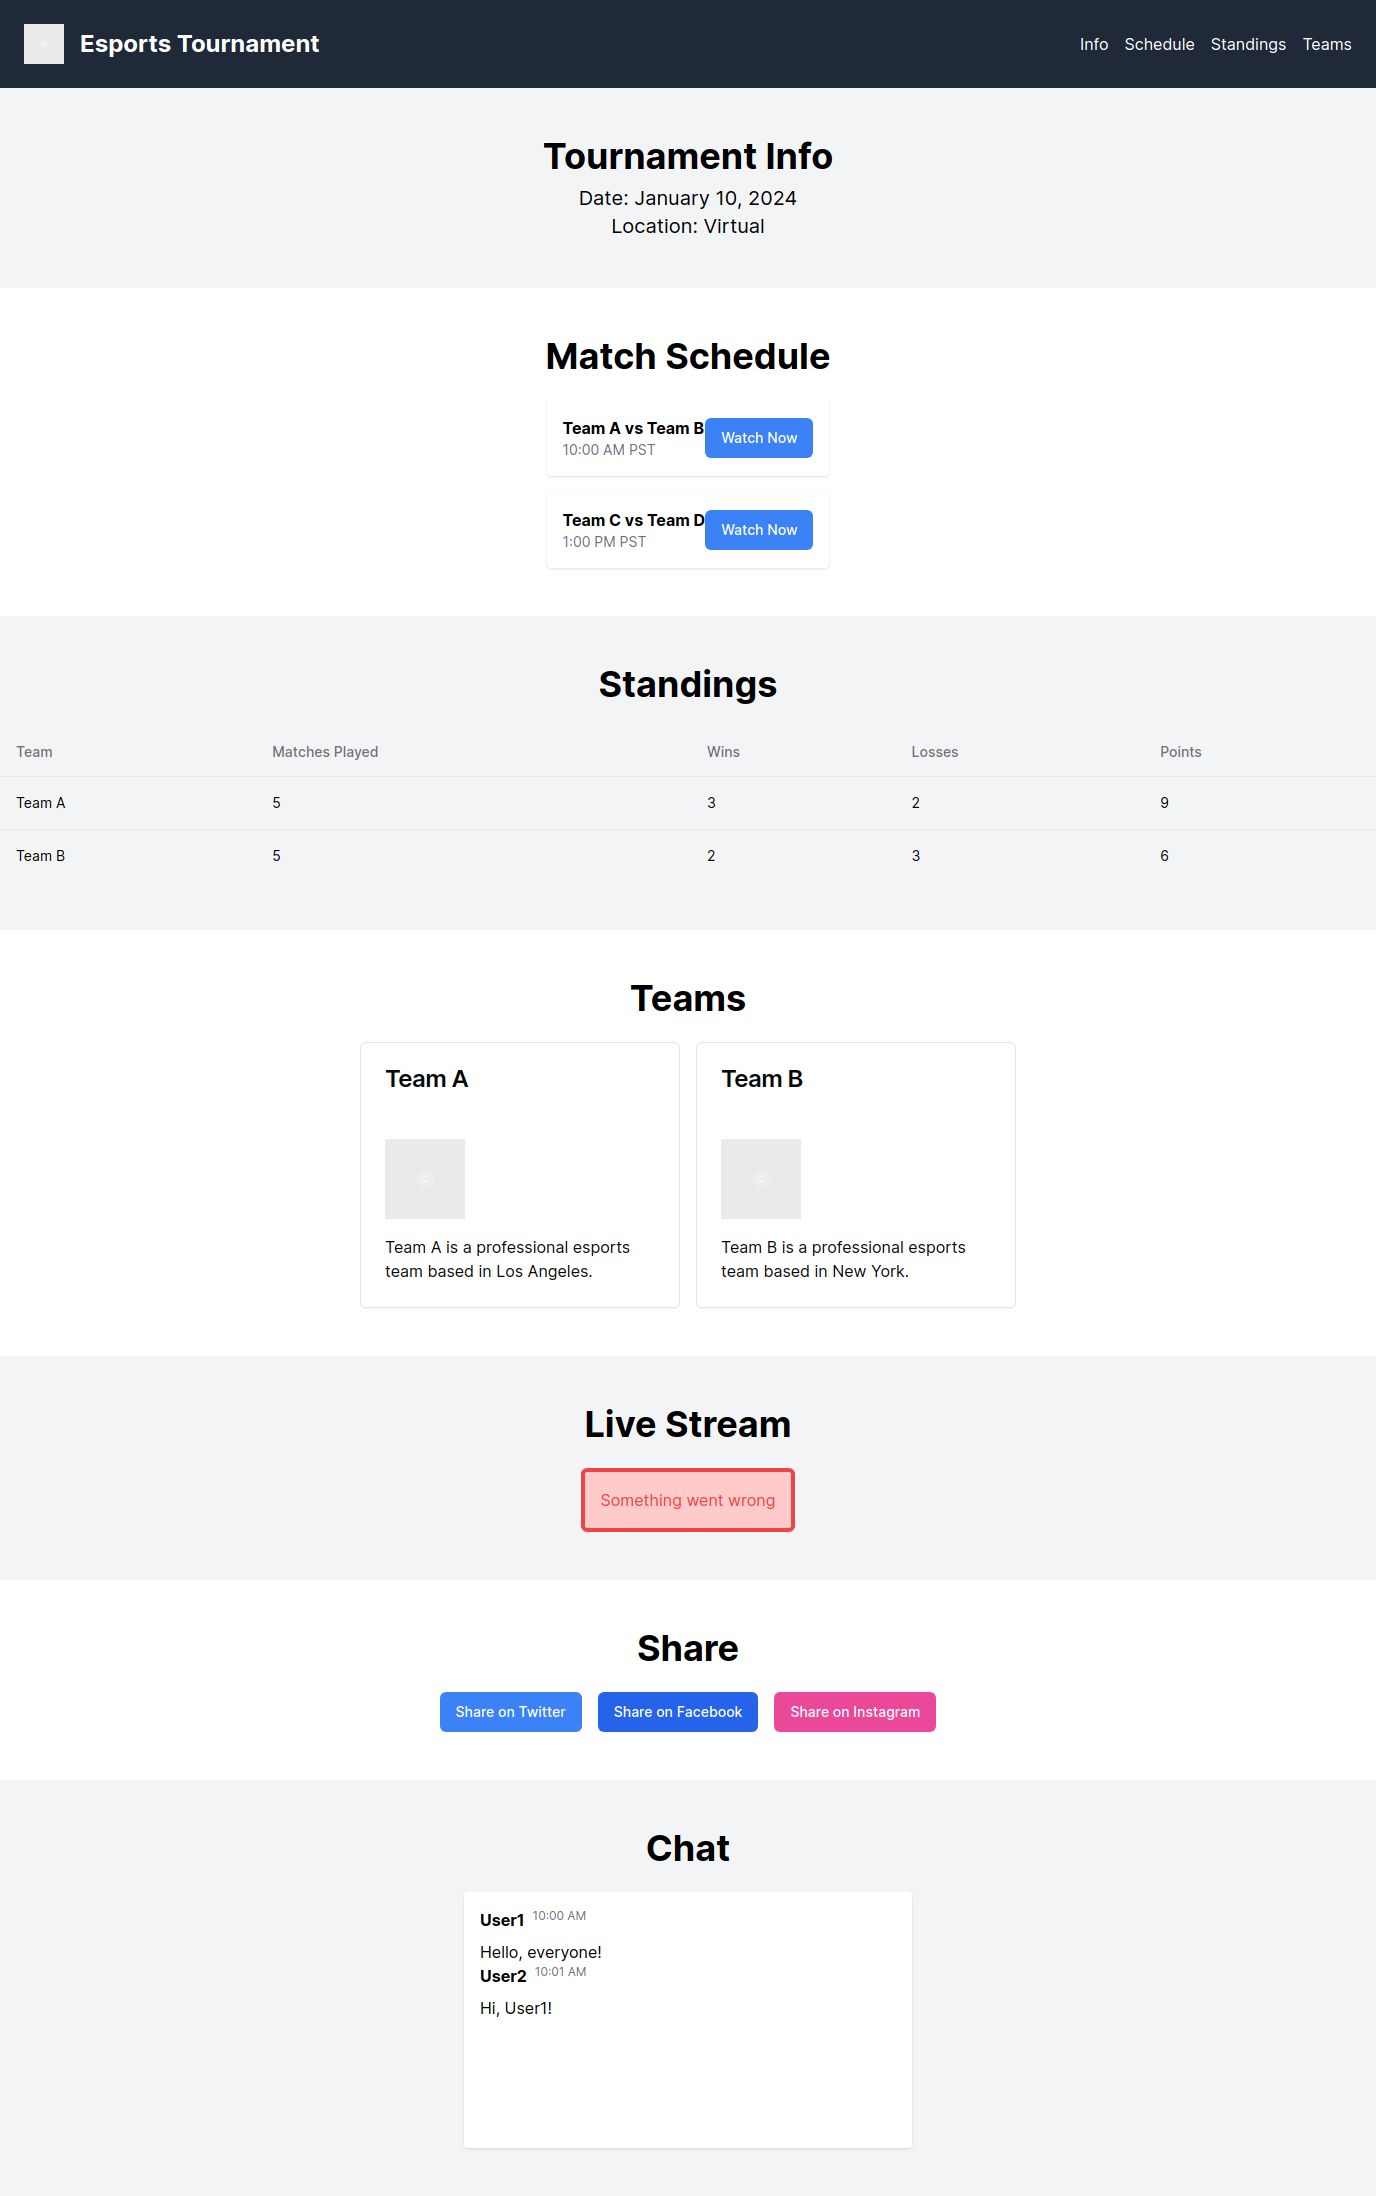 Esports Tournament
Info Schedule Standings Teams
Tournament Info
Date: January 10, 2024
Location: Virtual
Match Schedule
Team A vs Team B
10:00 AM PST
Watch Now
Team C vs Team D
1:00 PM PST
Watch Now
Standings
Team Matches Played Wins Losses Points
Team A 5 3 2 9
Team B 5 2 3 6
Teams
Team A
Team A is a professional esports
team based in Los Angeles.
Team B
Team B is a professional esports
team based in New York.
Live Stream
Something went wrong
Share
Share on Twitter
Share on Facebook
Share on Instagram
Chat
User1 10:00 AM
Hello, everyone!
User2 10:01 AM
Hi, User1!